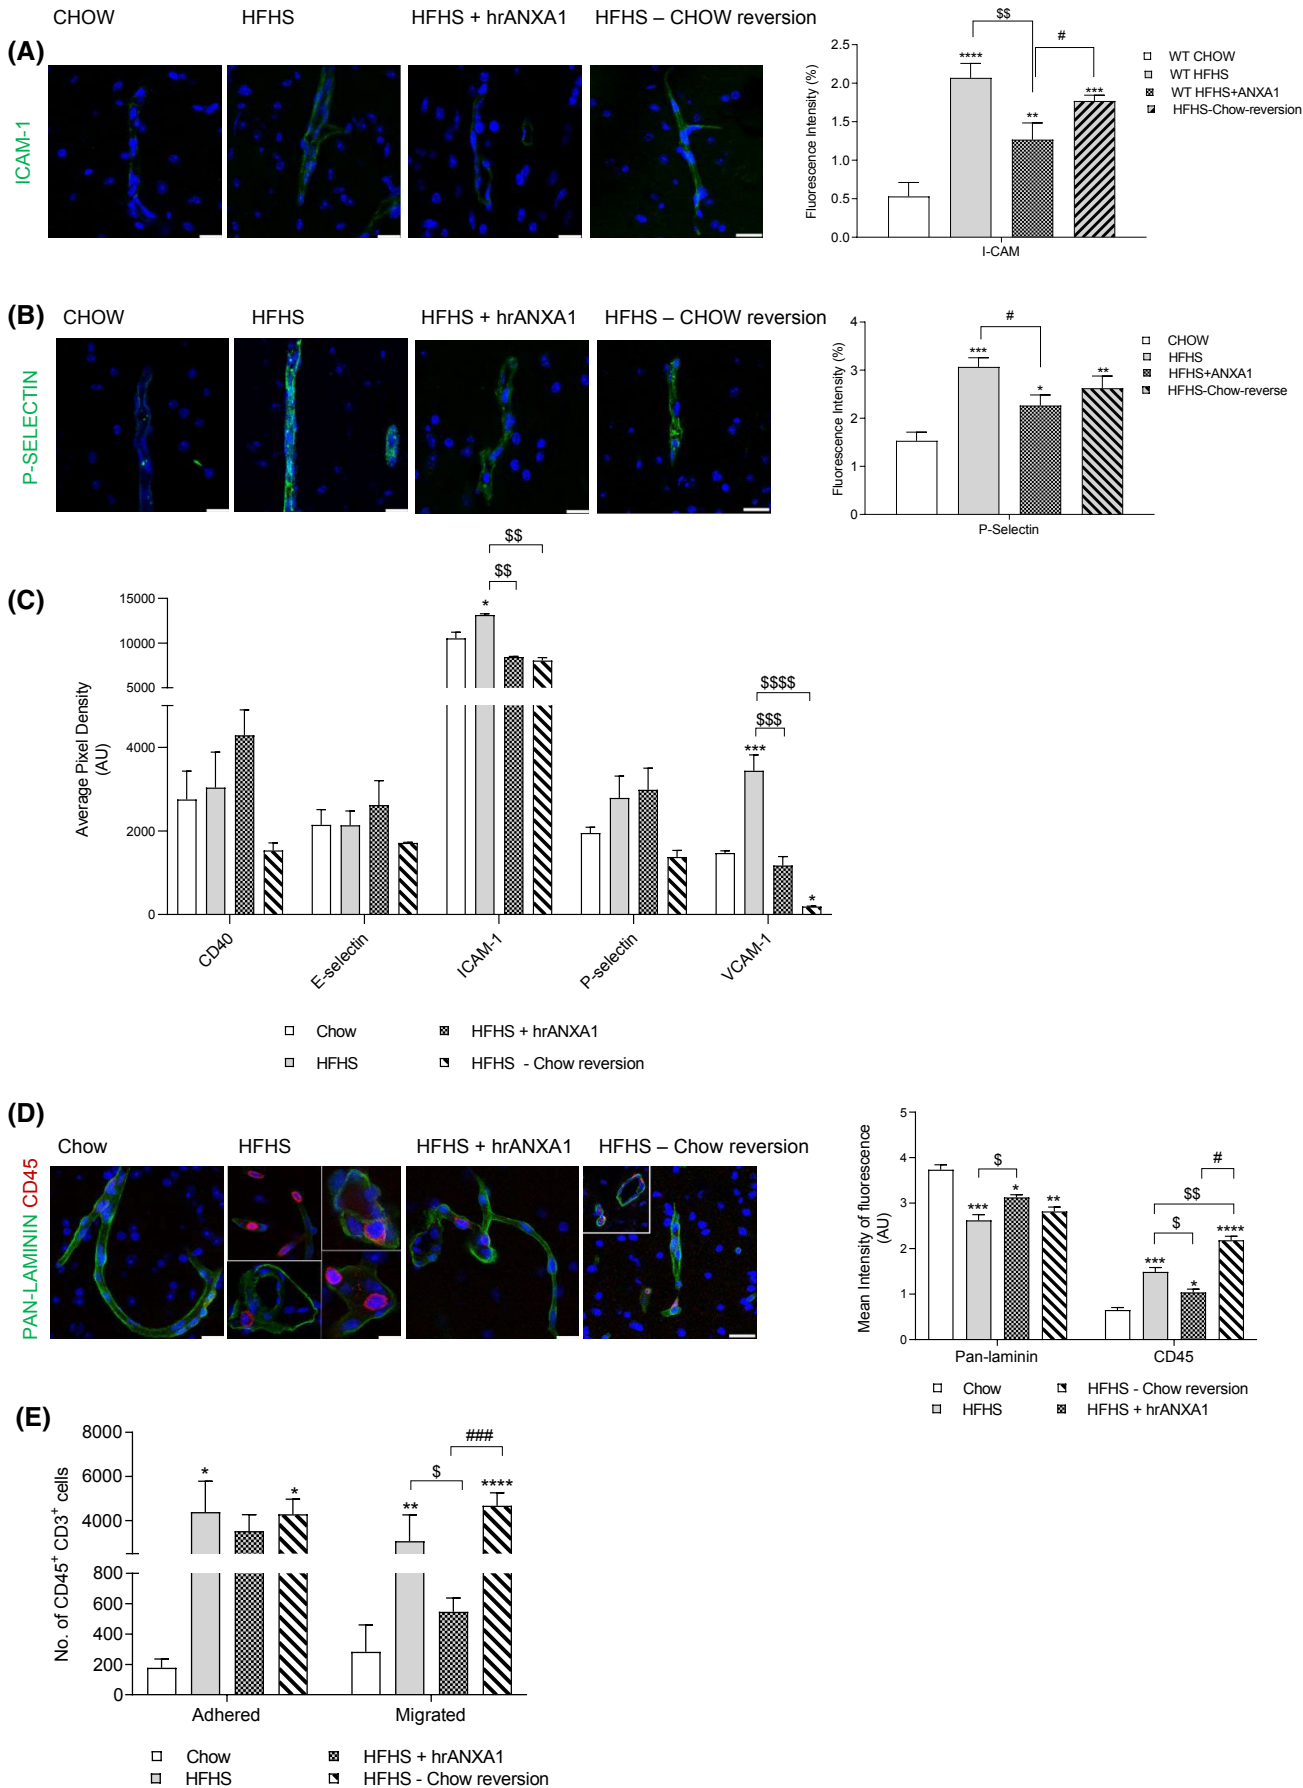 (A)
CHOW
HFHS
HFHS + hrANXA1
HFHS – CHOW reversion
ICAM-1
Fluorescence Intensity (%)
2.5
2.0
1.5
1.0
0.5
0.0
$$
#
****
**
***
I-CAM
WT CHOW
WT HFHS
WT HFHS+ANXA1
HFHS-Chow-reversion
(B)
CHOW
HFHS
HFHS + hrANXA1
HFHS – CHOW reversion
P-SELECTIN
Fluorescence Intensity (%)
4
3
2
1
0
#
***
*
**
P-Selectin
CHOW
HFHS
HFHS+ANXA1
HFHS-Chow-reverse
(C)
Average Pixel Density
(AU)
15000
10000
5000
4000
2000
0
$$
$$
*
$$$$
$$$
***
*
CD40
E-selectin
ICAM-1
P-selectin
VCAM-1
Chow
HFHS + hrANXA1
HFHS
HFHS - Chow reversion
(D)
Chow
HFHS
HFHS + hrANXA1
HFHS – Chow reversion
PAN-LAMININ CD45
Mean Intensity of fluorescence
(AU)
5
4
3
2
1
0
$
***
*
**
#
$$
$
***
*
****
Pan-laminin
CD45
Chow
HFHS - Chow reversion
HFHS
HFHS + hrANXA1
(E)
No. of CD45+ CD3+ cells
8000
6000
4000
800
600
400
200
0
*
*
###
$
**
****
Adhered
Migrated
Chow
HFHS + hrANXA1
HFHS
HFHS - Chow reversion